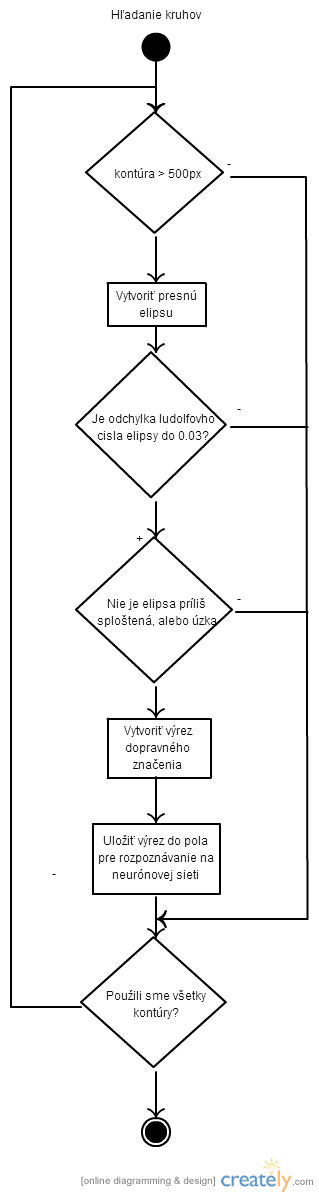 Hľadanie kruhov
-
kontúra > 500px
Vytvoriť presnú
elipsu
-
Je odchylka ludolfovho
cisla elipsy do 0.03?
+
-
Nie je elipsa príliš
sploštená, alebo úzka
Vytvoriť výrez
dopravného
značenia
Uložiť výrez do pola
pre rozpoznávanie na
neurónovej sieti
-
Použili sme všetky
kontúry?
[online diagramming & design] creately.com